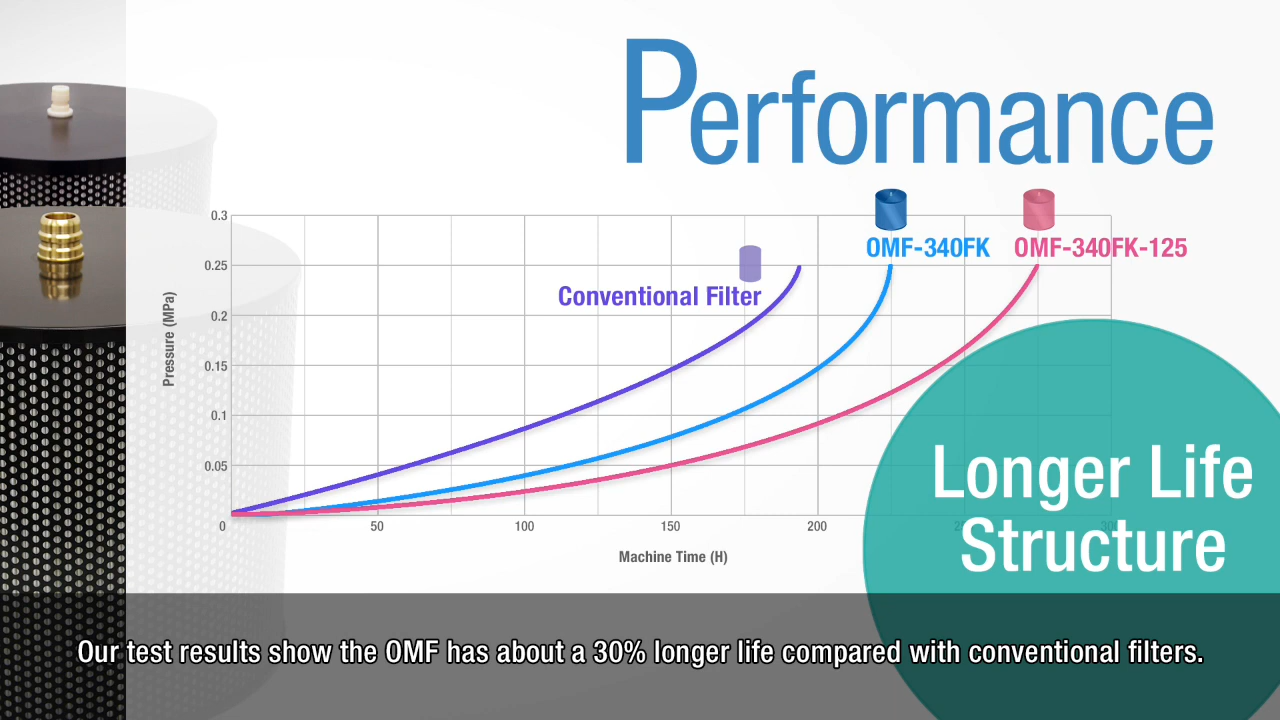 Performance
0.3
OMF-340FK OMF-340FK-125
0.25
Conventional Filter
0.2
Pressure (MPa)
0.15
0.1
0.05
0 50 100 150 200 250 300
Machine Time (H)
Longer Life
Structure
Our test results show the OMF has about a 30% longer life compared with conventional filters.